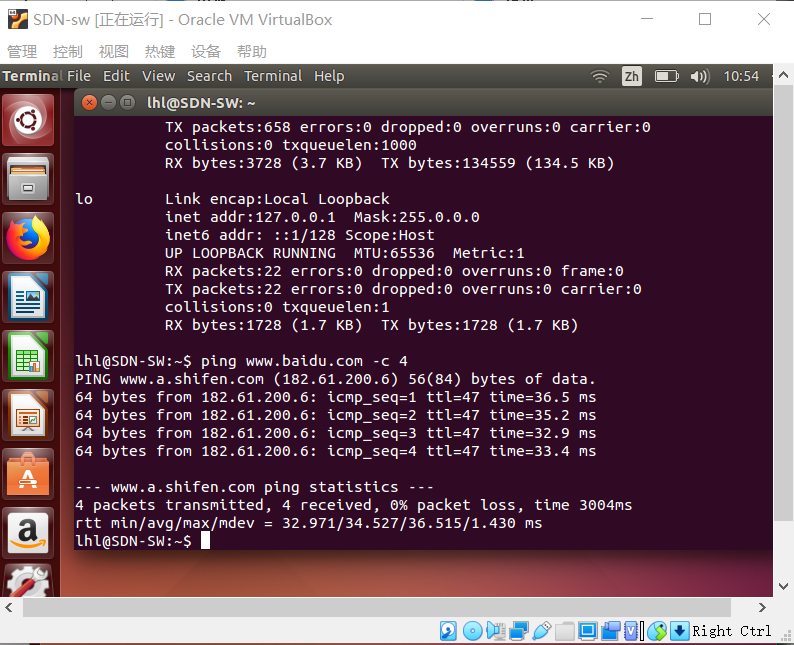 SDN-sw [正在运行] - Oracle VM VirtualBox
管理 控制 视图 热键 设备 帮助
Terminal File Edit View Search Terminal Help Zh 10:54
lhl@SDN-SW: ~
TX packets:658 errors:0 dropped:0 overruns:0 carrier:0
collisions:0 txqueuelen:1000
RX bytes:3728 (3.7 KB)  TX bytes:134559 (134.5 KB)
lo        Link encap:Local Loopback
inet addr:127.0.0.1  Mask:255.0.0.0
inet6 addr: ::1/128 Scope:Host
UP LOOPBACK RUNNING  MTU:65536  Metric:1
RX packets:22 errors:0 dropped:0 overruns:0 frame:0
TX packets:22 errors:0 dropped:0 overruns:0 carrier:0
collisions:0 txqueuelen:1
RX bytes:1728 (1.7 KB)  TX bytes:1728 (1.7 KB)
lhl@SDN-SW:~$ ping www.baidu.com -c 4
PING www.a.shifen.com (182.61.200.6) 56(84) bytes of data.
64 bytes from 182.61.200.6: icmp_seq=1 ttl=47 time=36.5 ms
64 bytes from 182.61.200.6: icmp_seq=2 ttl=47 time=35.2 ms
64 bytes from 182.61.200.6: icmp_seq=3 ttl=47 time=32.9 ms
64 bytes from 182.61.200.6: icmp_seq=4 ttl=47 time=33.4 ms
--- www.a.shifen.com ping statistics ---
4 packets transmitted, 4 received, 0% packet loss, time 3004ms
rtt min/avg/max/mdev = 32.971/34.527/36.515/1.430 ms
lhl@SDN-SW:~$
Right Ctrl